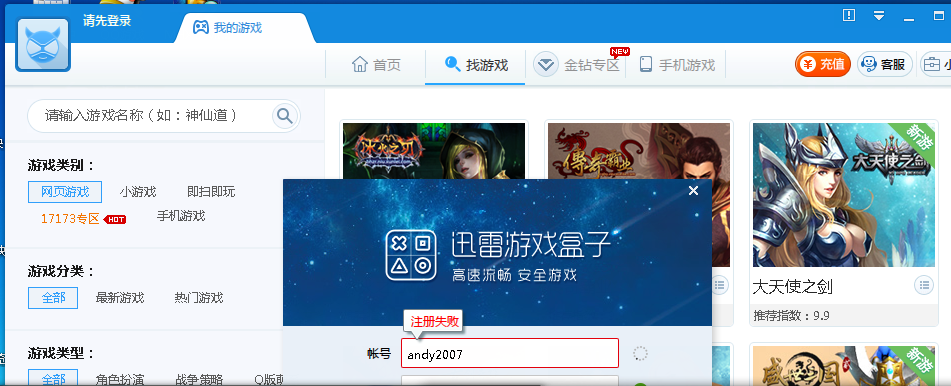 请先登录
我的游戏
首页
找游戏
金钻专区
NEW
手机游戏
充值
客服
请输入游戏名称（如：神仙道）
游戏类别：
网页游戏 小游戏 即扫即玩
17173专区 HOT 手机游戏
游戏分类：
全部 最新游戏 热门游戏
游戏类型：
全部 角色扮演 战争策略
冰火之刃
新游
大天使之剑
大天使之剑
推荐指数：9.9
新游
迅雷游戏盒子
高速流畅 安全游戏
注册失败
帐号
andy2007